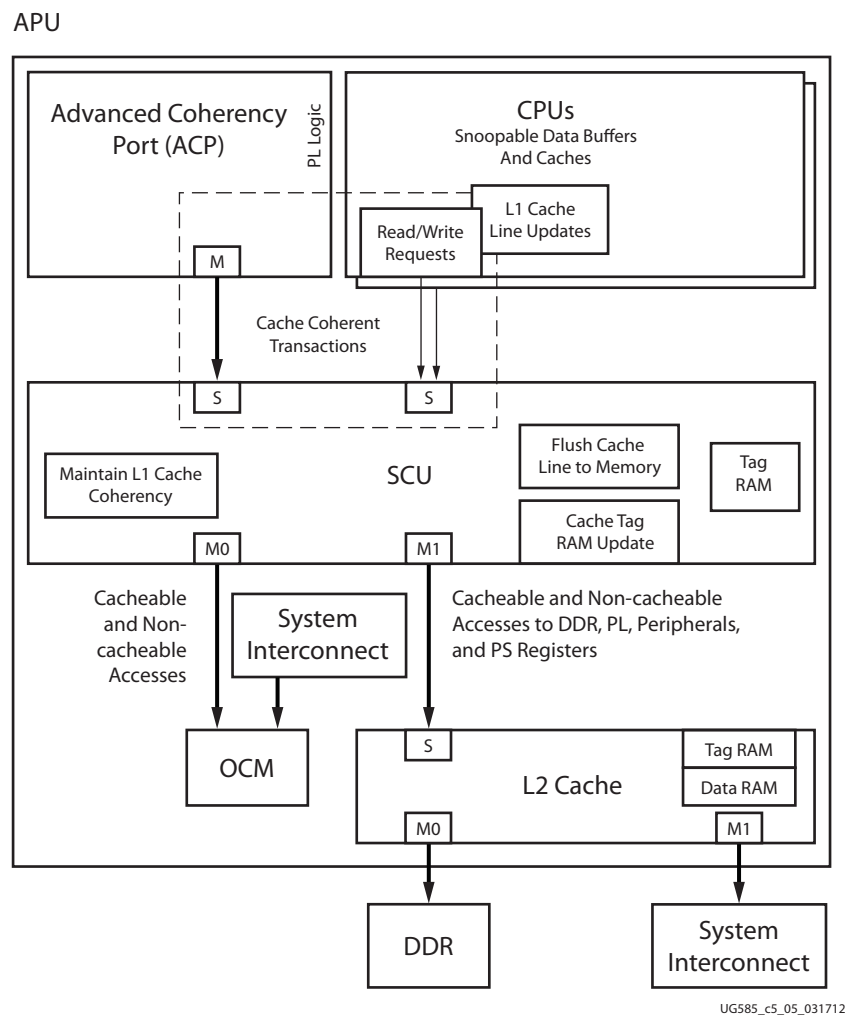 APU
Advanced Coherency
Port (ACP)
PL Logic
M
CPUs
Snoopable Data Buffers
And Caches
L1 Cache
Line Updates
Read/Write
Requests
Cache Coherent
Transactions
S
S
Maintain L1 Cache
Coherency
SCU
Flush Cache
Line to Memory
Cache Tag
RAM Update
Tag
RAM
M0
M1
Cacheable
and Non-
cacheable
Accesses
System
Interconnect
Cacheable and Non-cacheable
Accesses to DDR, PL, Peripherals,
and PS Registers
OCM
S
L2 Cache
Tag RAM
Data RAM
M0
M1
DDR
System
Interconnect
UG585_c5_05_031712